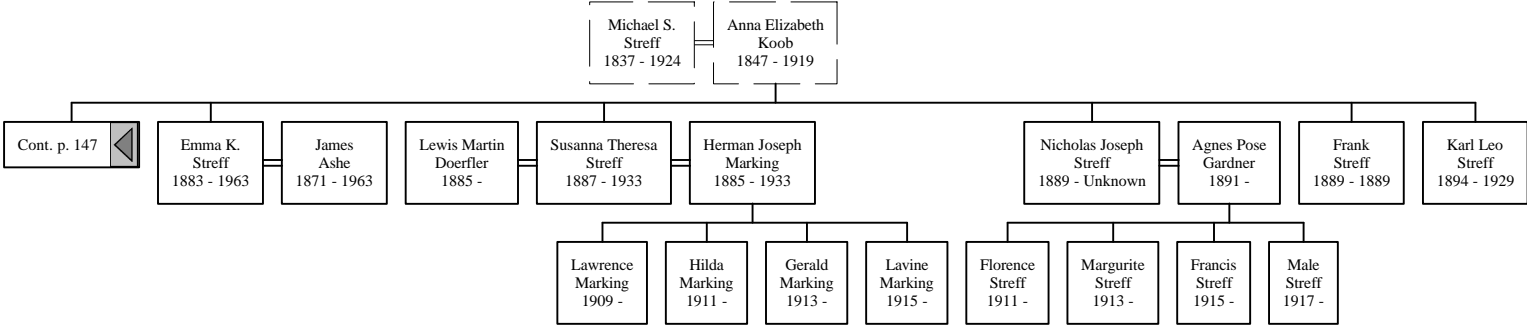 Michael S.
Streff
1837 - 1924
Anna Elizabeth
Koob
1847 - 1919
Cont. p. 147
Emma K.
Streff
1883 - 1963
James
Ashe
1871 - 1963
Lewis Martin
Doerfler
1885 -
Susanna Theresa
Streff
1887 - 1933
Herman Joseph
Marking
1885 - 1933
Nicholas Joseph
Streff
1889 - Unknown
Agnes Pose
Gardner
1891 -
Frank
Streff
1889 - 1889
Karl Leo
Streff
1894 - 1929
Lawrence
Marking
1909 -
Hilda
Marking
1911 -
Gerald
Marking
1913 -
Lavine
Marking
1915 -
Florence
Streff
1911 -
Margurite
Streff
1913 -
Francis
Streff
1915 -
Male
Streff
1917 -